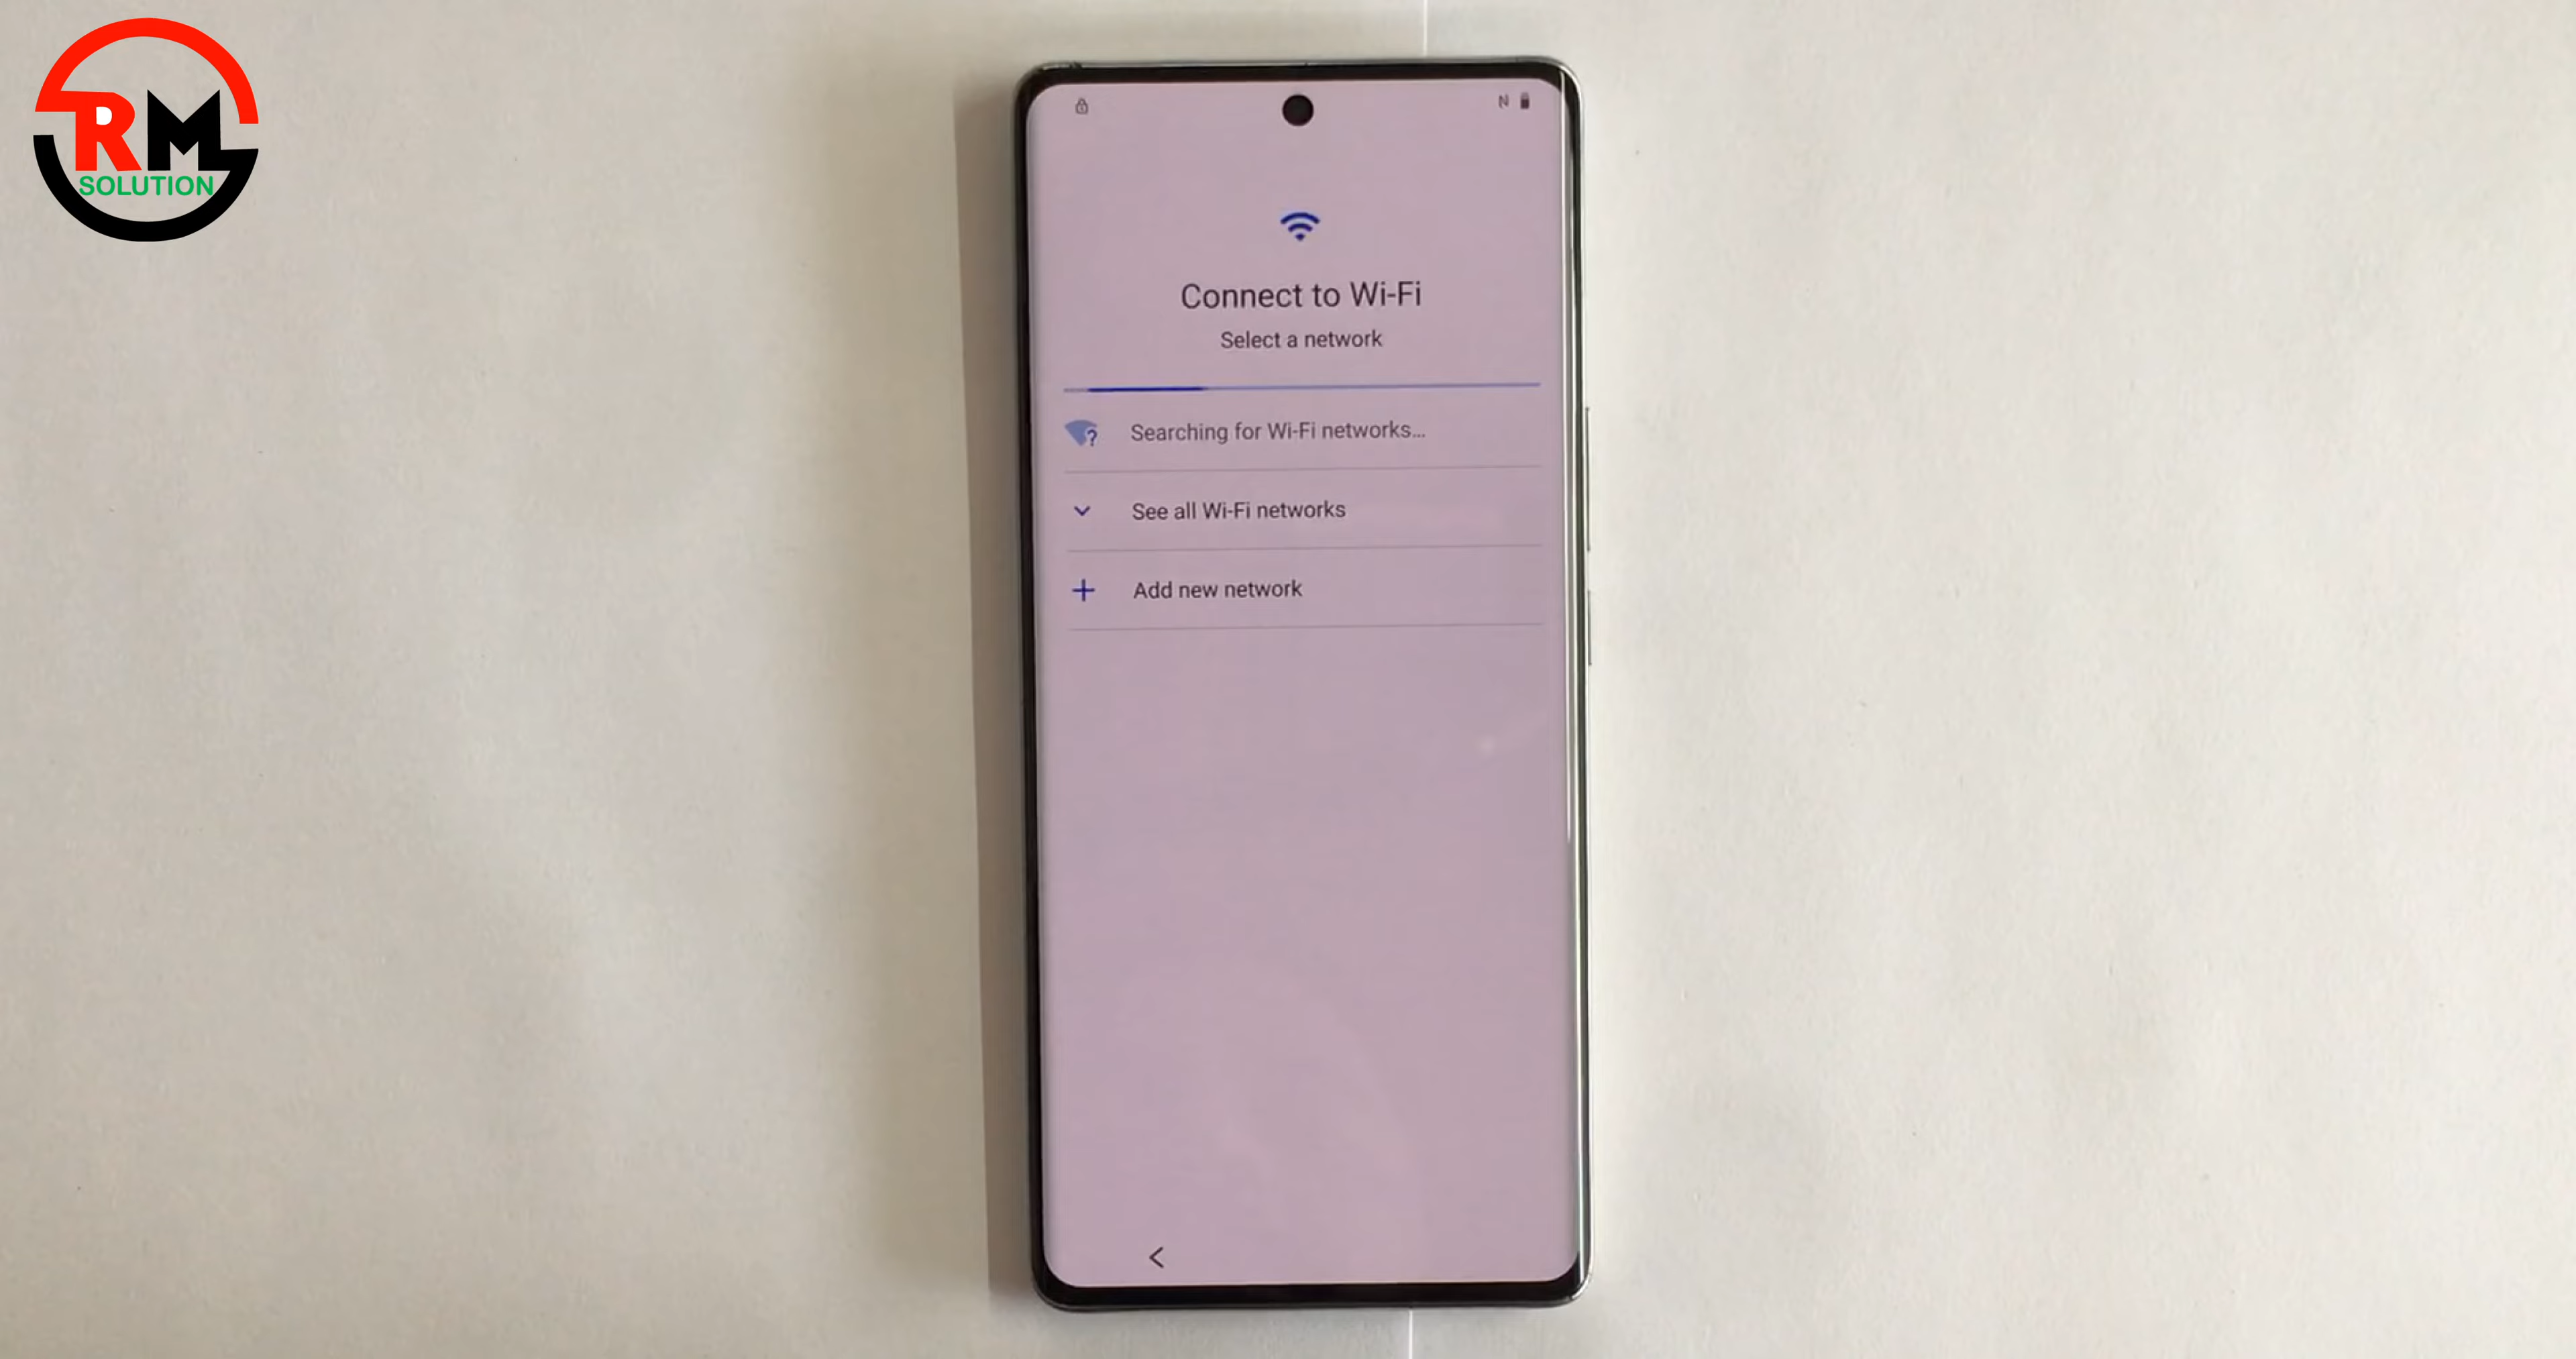 RM
SOLUTION
N
Connect to Wi-Fi
Select a network
Searching for Wi-Fi networks...
See all Wi-Fi networks
Add new network